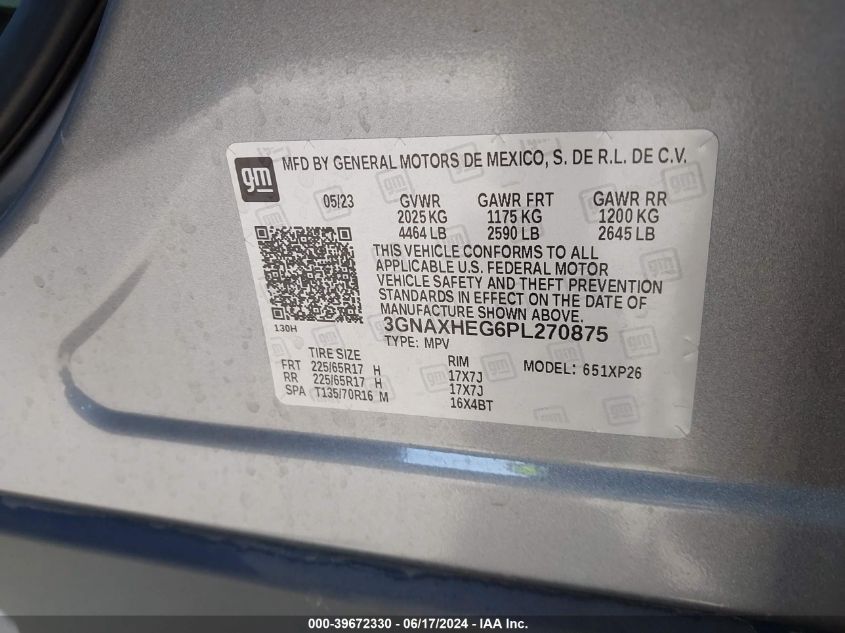 gm MFD BY GENERAL MOTORS DE MEXICO, S. DE R.L. DE C.V.
05/23 GVWR GAWR FRT GAWR RR
2025 KG 1175 KG 1200 KG
4464 LB 2590 LB 2645 LB
THIS VEHICLE CONFORMS TO ALL
APPLICABLE U.S. FEDERAL MOTOR
VEHICLE SAFETY AND THEFT PREVENTION
STANDARDS IN EFFECT ON THE DATE OF
MANUFACTURE SHOWN ABOVE.
130H 3GNAXHEG6PL270875
TYPE: MPV
TIRE SIZE RIM MODEL: 651XP26
FRT 225/65R17 H 17X7J
RR 225/65R17 H 17X7J
SPA T135/70R16 M 16X4BT
000-39672330 - 06/17/2024 - IAA Inc.